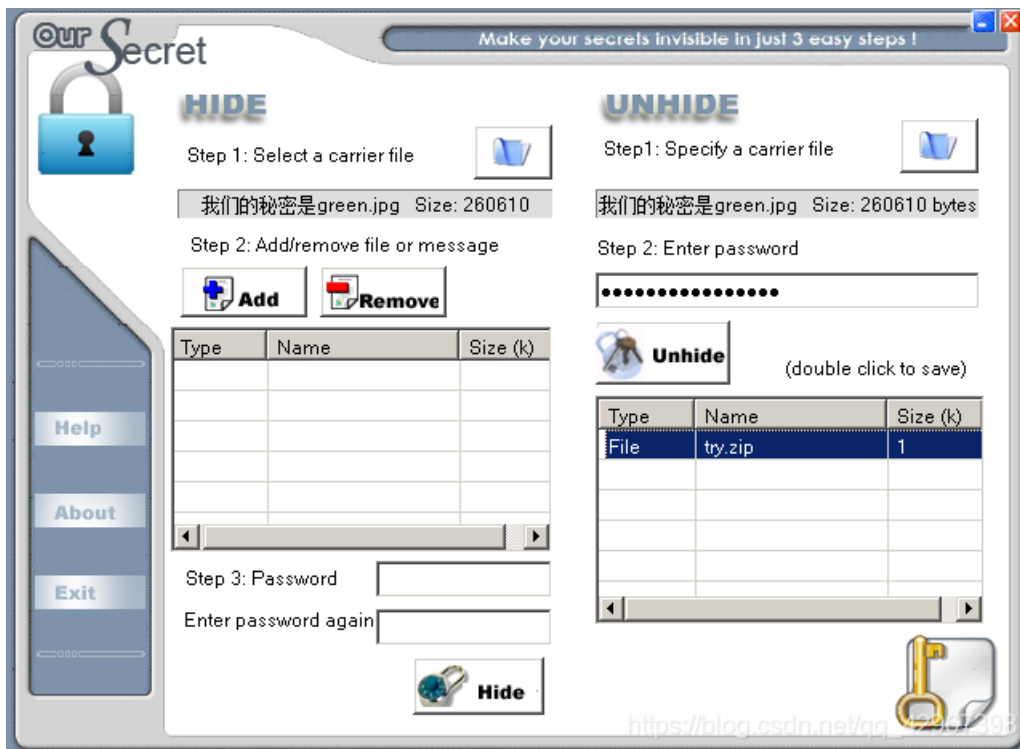 Our Secret
Make your secrets invisible in just 3 easy steps !
HIDE
Step 1: Select a carrier file
我们的秘密是green.jpg Size: 260610
Step 2: Add/remove file or message
Add
Remove
Type Name Size (k)
Step 3: Password
Enter password again
Hide
UNHIDE
Step1: Specify a carrier file
我们的秘密是green.jpg Size: 260610 bytes
Step 2: Enter password
••••••••••••••••
Unhide
(double click to save)
Type Name Size (k)
File try.zip 1
Help
About
Exit
https://blog.csdn.net/qq_42967398